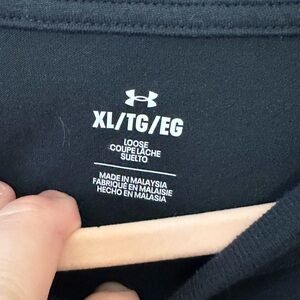 XL/TG/EG
LOOSE
COUPE LÂCHE
SUELTO
MADE IN MALAYSIA
FABRIQUÉ EN MALAISIE
HECHO EN MALASIA